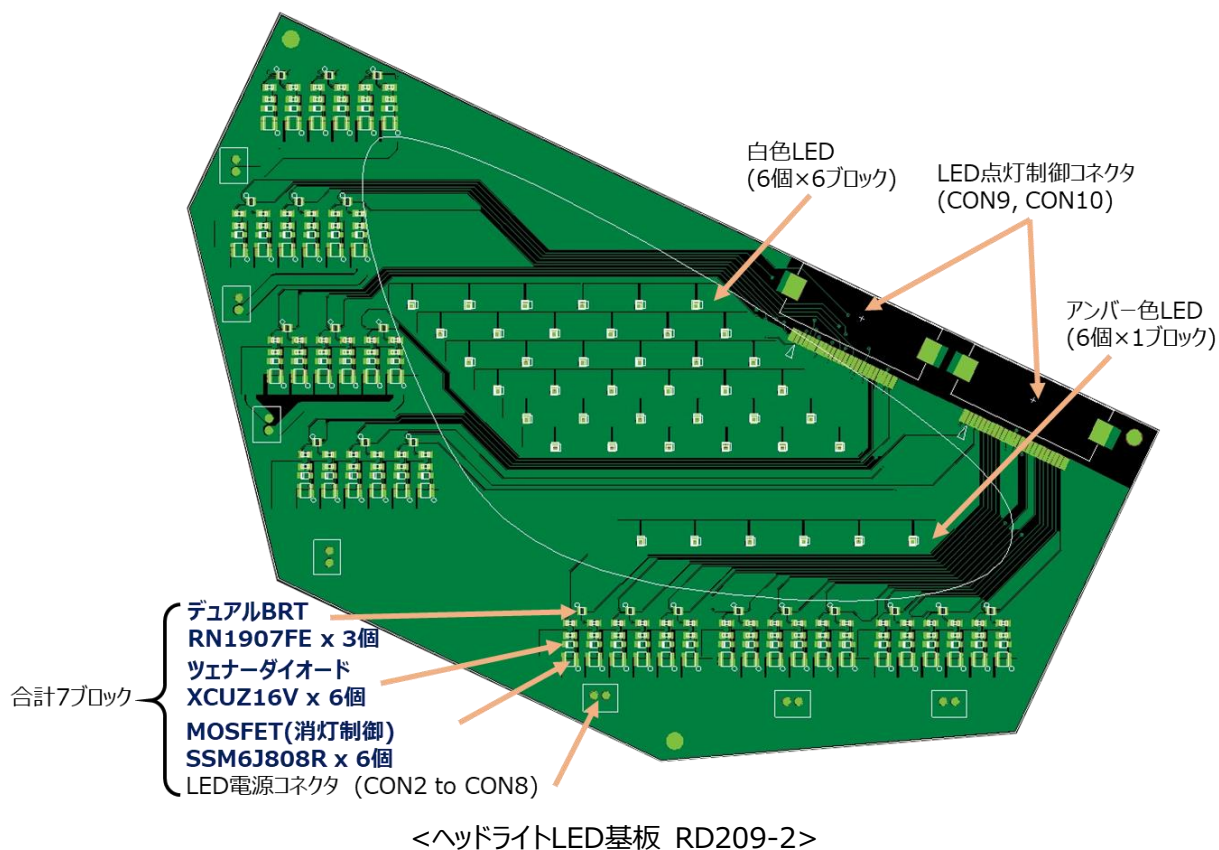 白色LED
(6個×6ブロック)
LED点灯制御コネクタ
(CON9, CON10)
アンバー色LED
(6個×1ブロック)
合計7ブロック
デュアルBRT
RN1907FE x 3個
ツェナーダイオード
XCUZ16V x 6個
MOSFET(消灯制御)
SSM6J808R x 6個
LED電源コネクタ (CON2 to CON8)
<ヘッドライトLED基板 RD209-2>